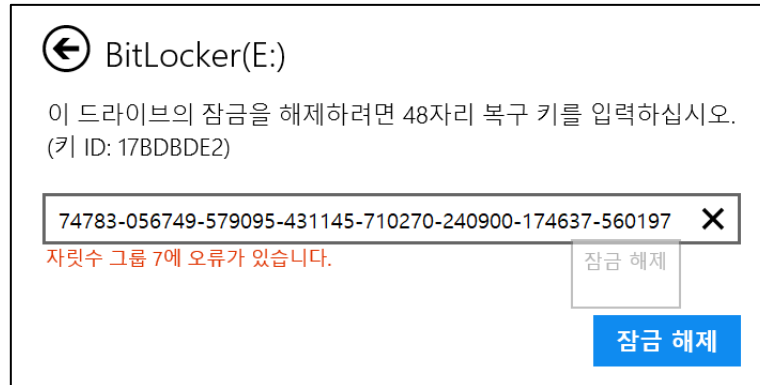 BitLocker(E:)
이 드라이브의 잠금을 해제하려면 48자리 복구 키를 입력하십시오.
(키 ID: 17BDBDE2)
74783-056749-579095-431145-710270-240900-174637-560197
자릿수 그룹 7에 오류가 있습니다.
잠금 해제
잠금 해제